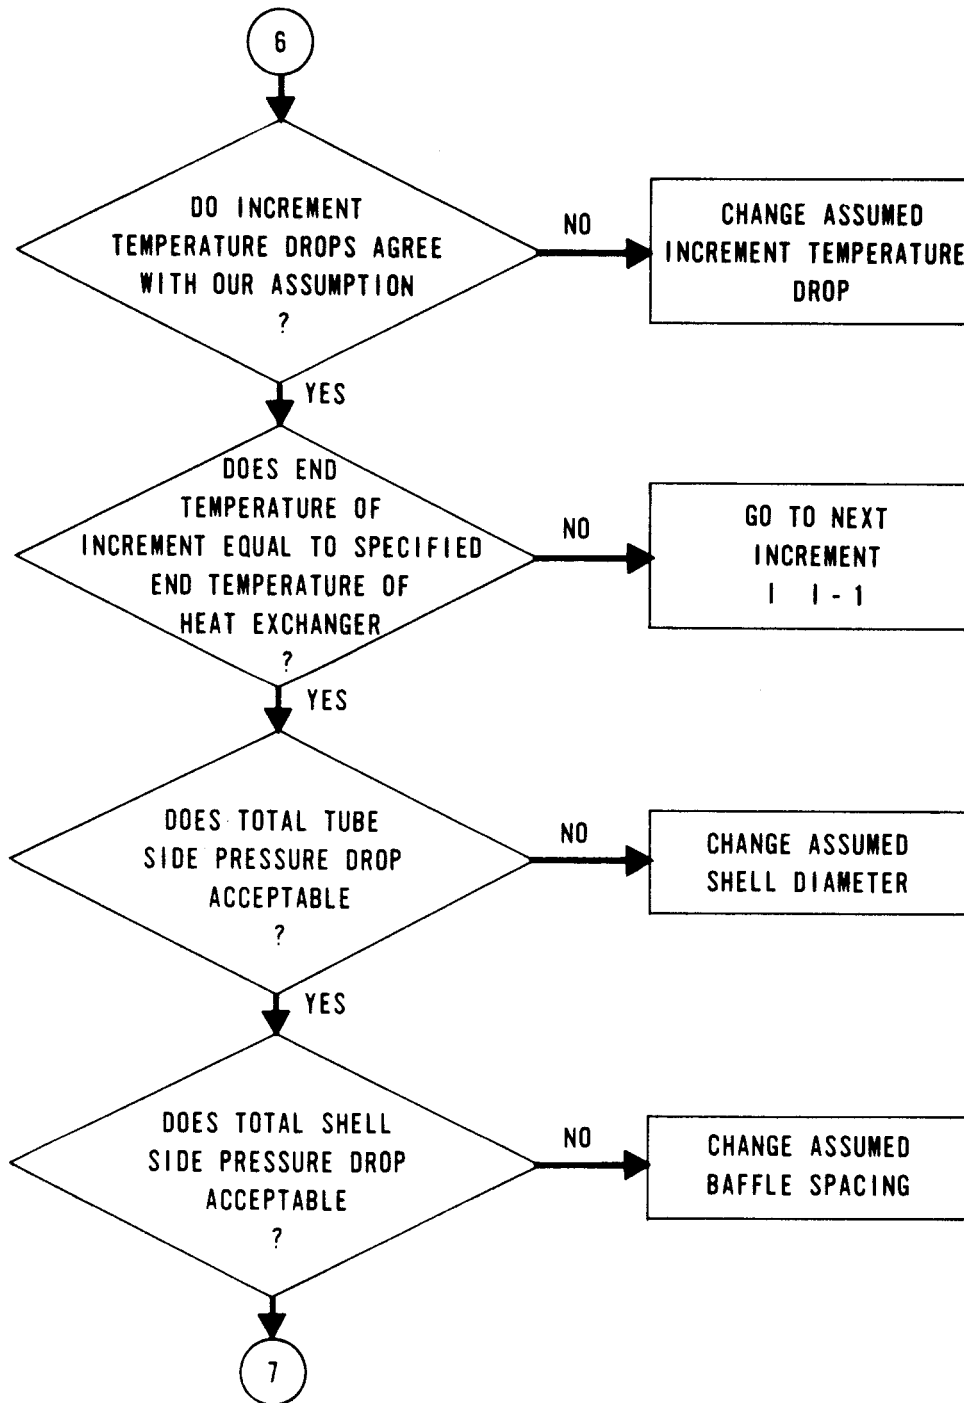 6
DO INCREMENT
TEMPERATURE DROPS AGREE
WITH OUR ASSUMPTION
?
NO
CHANGE ASSUMED
INCREMENT TEMPERATURE
DROP
YES
DOES END
TEMPERATURE OF
INCREMENT EQUAL TO SPECIFIED
END TEMPERATURE OF
HEAT EXCHANGER
?
NO
GO TO NEXT
INCREMENT
I I-1
YES
DOES TOTAL TUBE
SIDE PRESSURE DROP
ACCEPTABLE
?
NO
CHANGE ASSUMED
SHELL DIAMETER
YES
DOES TOTAL SHELL
SIDE PRESSURE DROP
ACCEPTABLE
?
NO
CHANGE ASSUMED
BAFFLE SPACING
7